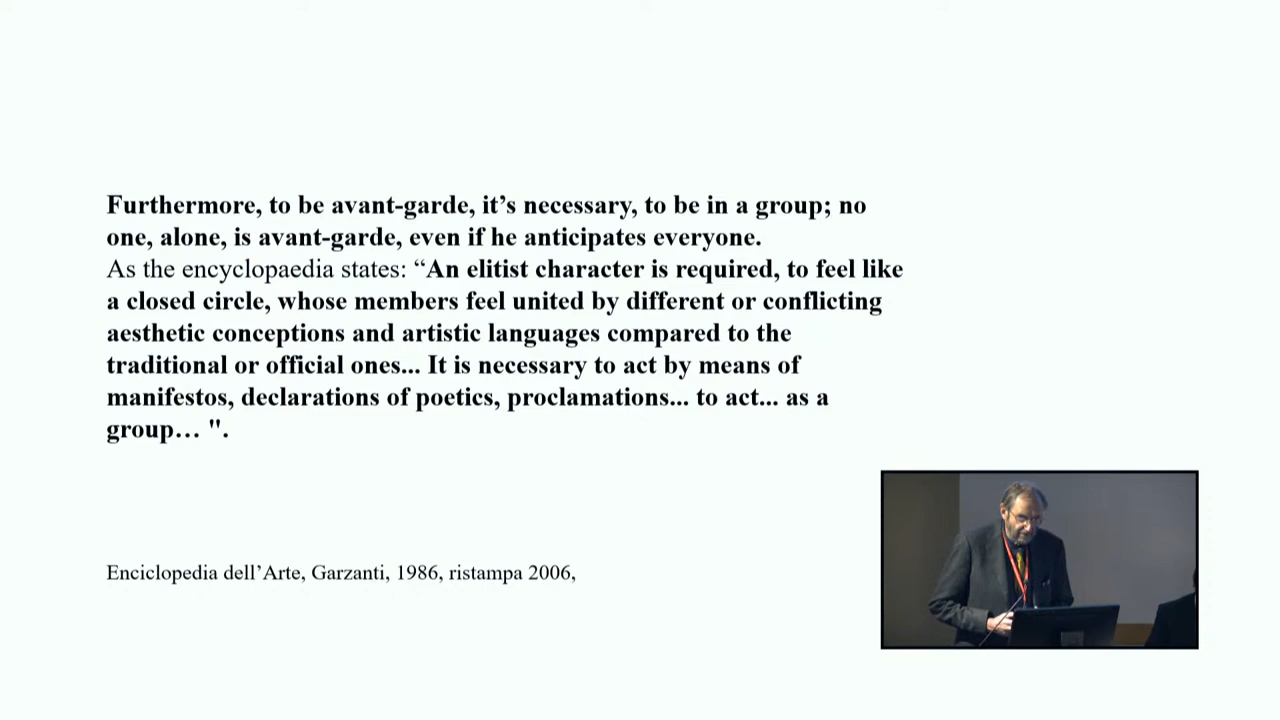 Furthermore, to be avant-garde, it’s necessary, to be in a group; no
one, alone, is avant-garde, even if he anticipates everyone.
As the encyclopaedia states: “An elitist character is required, to feel like
a closed circle, whose members feel united by different or conflicting
aesthetic conceptions and artistic languages compared to the
traditional or official ones... It is necessary to act by means of
manifestos, declarations of poetics, proclamations... to act... as a
group… ".
Enciclopedia dell’Arte, Garzanti, 1986, ristampa 2006,